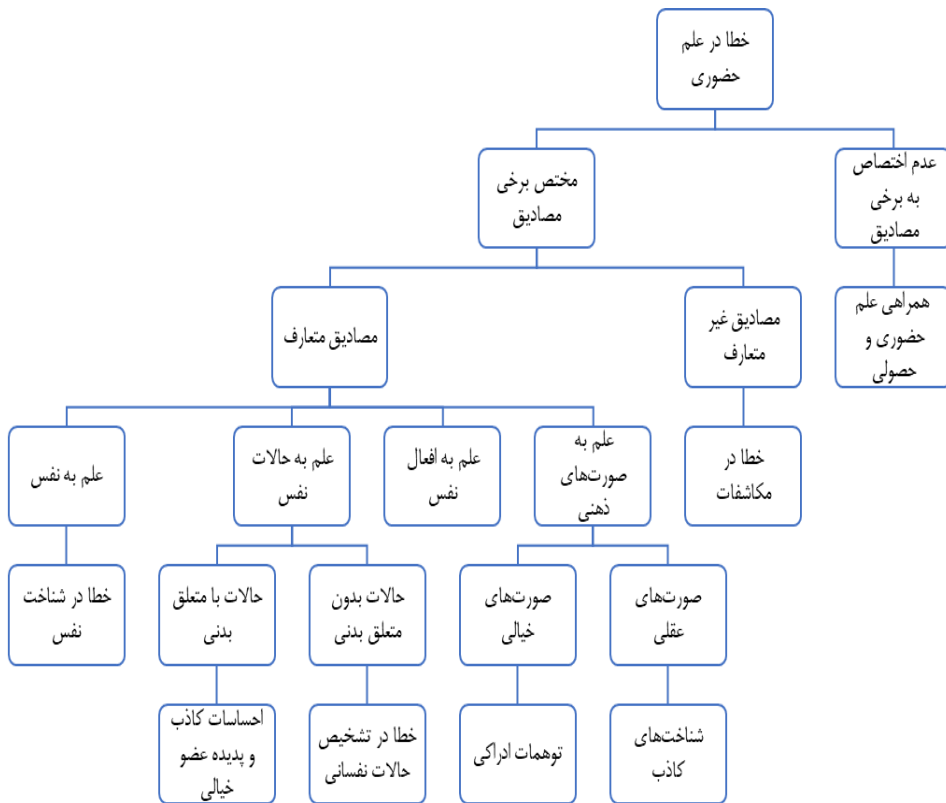 خطا در علم
حضوری
عدم اختصاص
به برخی
مصادیق
مختص برخی
مصادیق
همراهی علم
حضوری و
حصولی
مصادیق غیر
متعارف
مصادیق متعارف
خطا در
مکاشفات
علم به
صورت‌های
ذهنی
علم به افعال
نفس
علم به حالات
نفس
علم به نفس
صورت‌های
عقلی
صورت‌های
خیالی
حالات بدون
متعلق بدنی
حالات با متعلق
بدنی
خطا در شناخت
نفس
شناخت‌های
کاذب
توهمات ادراکی
خطا در تشخیص
حالات نفسانی
احساسات کاذب
و پدیده عضو
خیالی